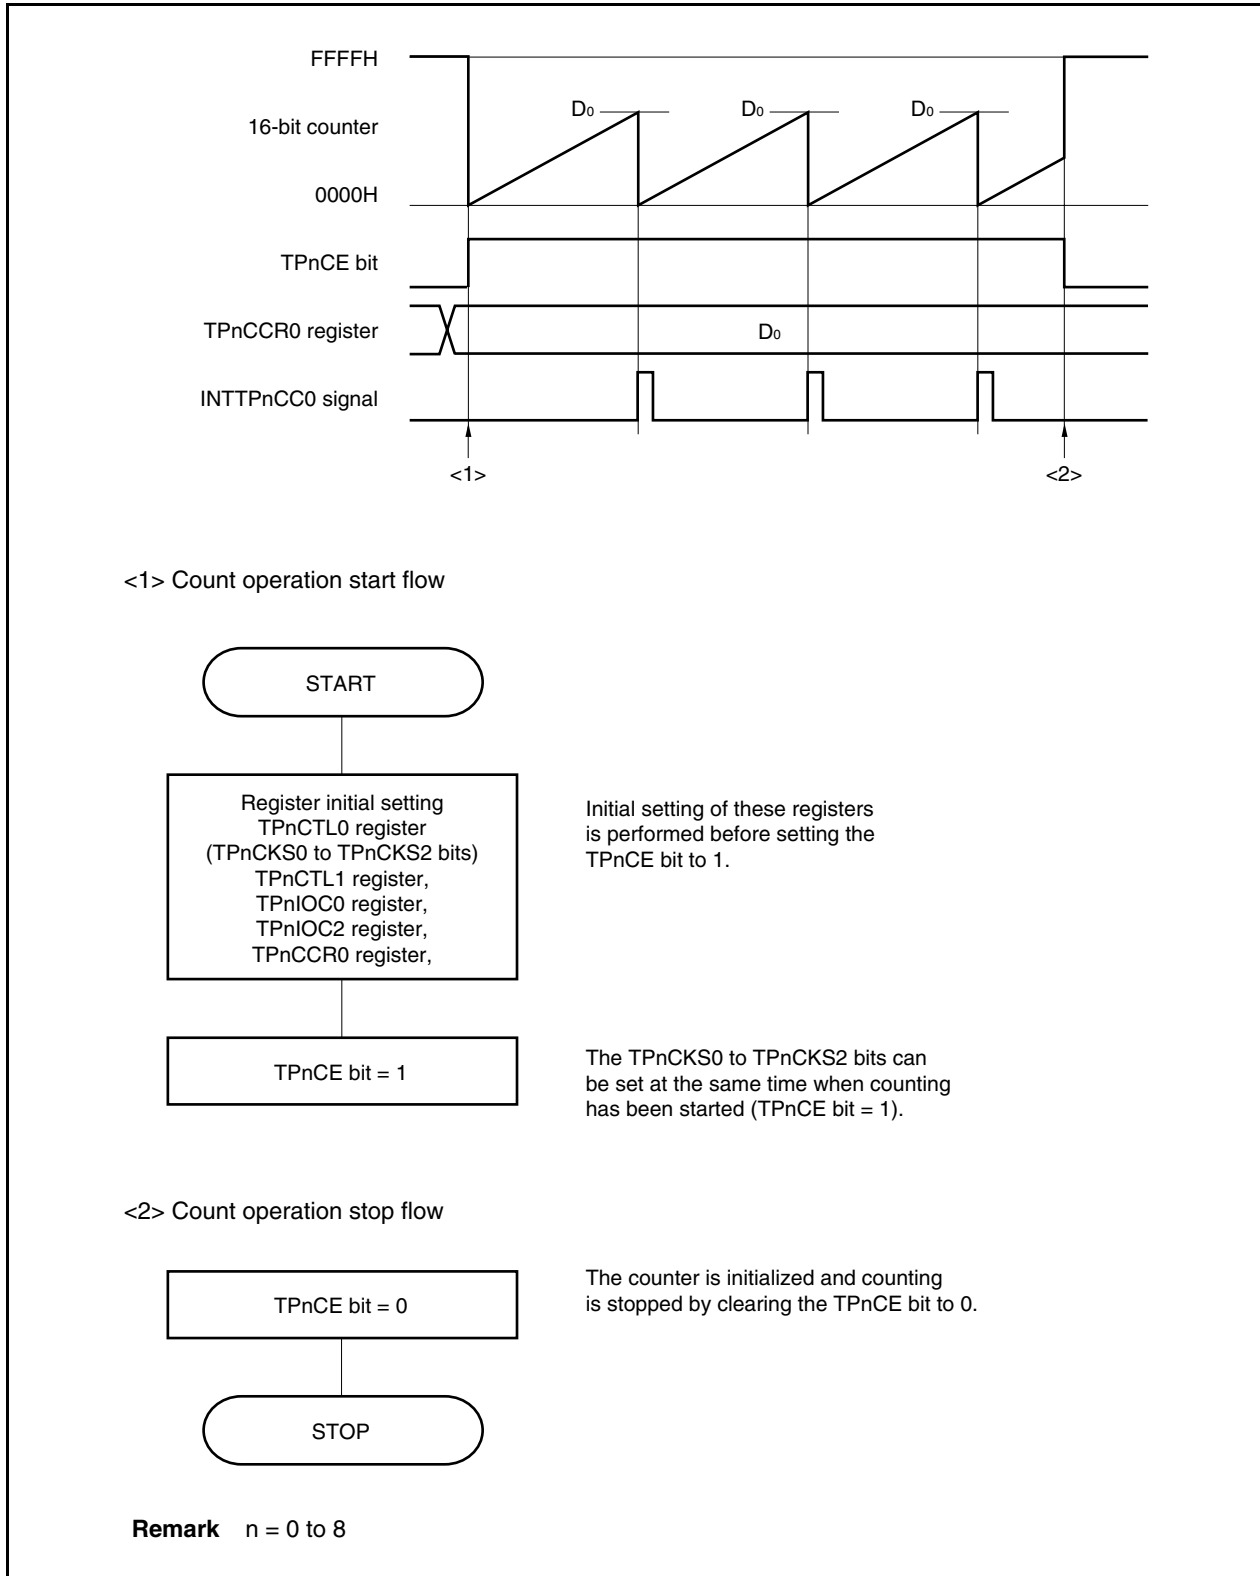 FFFFH
D0 D0 D0
16-bit counter
0000H
TPnCE bit
TPnCCR0 register D0
INTTPnCC0 signal
<1> <2>
<1> Count operation start flow
START
Register initial setting
TPnCTL0 register
(TPnCKS0 to TPnCKS2 bits)
TPnCTL1 register,
TPnIOC0 register,
TPnIOC2 register,
TPnCCR0 register,
Initial setting of these registers
is performed before setting the
TPnCE bit to 1.
TPnCE bit = 1
The TPnCKS0 to TPnCKS2 bits can
be set at the same time when counting
has been started (TPnCE bit = 1).
<2> Count operation stop flow
TPnCE bit = 0
The counter is initialized and counting
is stopped by clearing the TPnCE bit to 0.
STOP
Remark n = 0 to 8